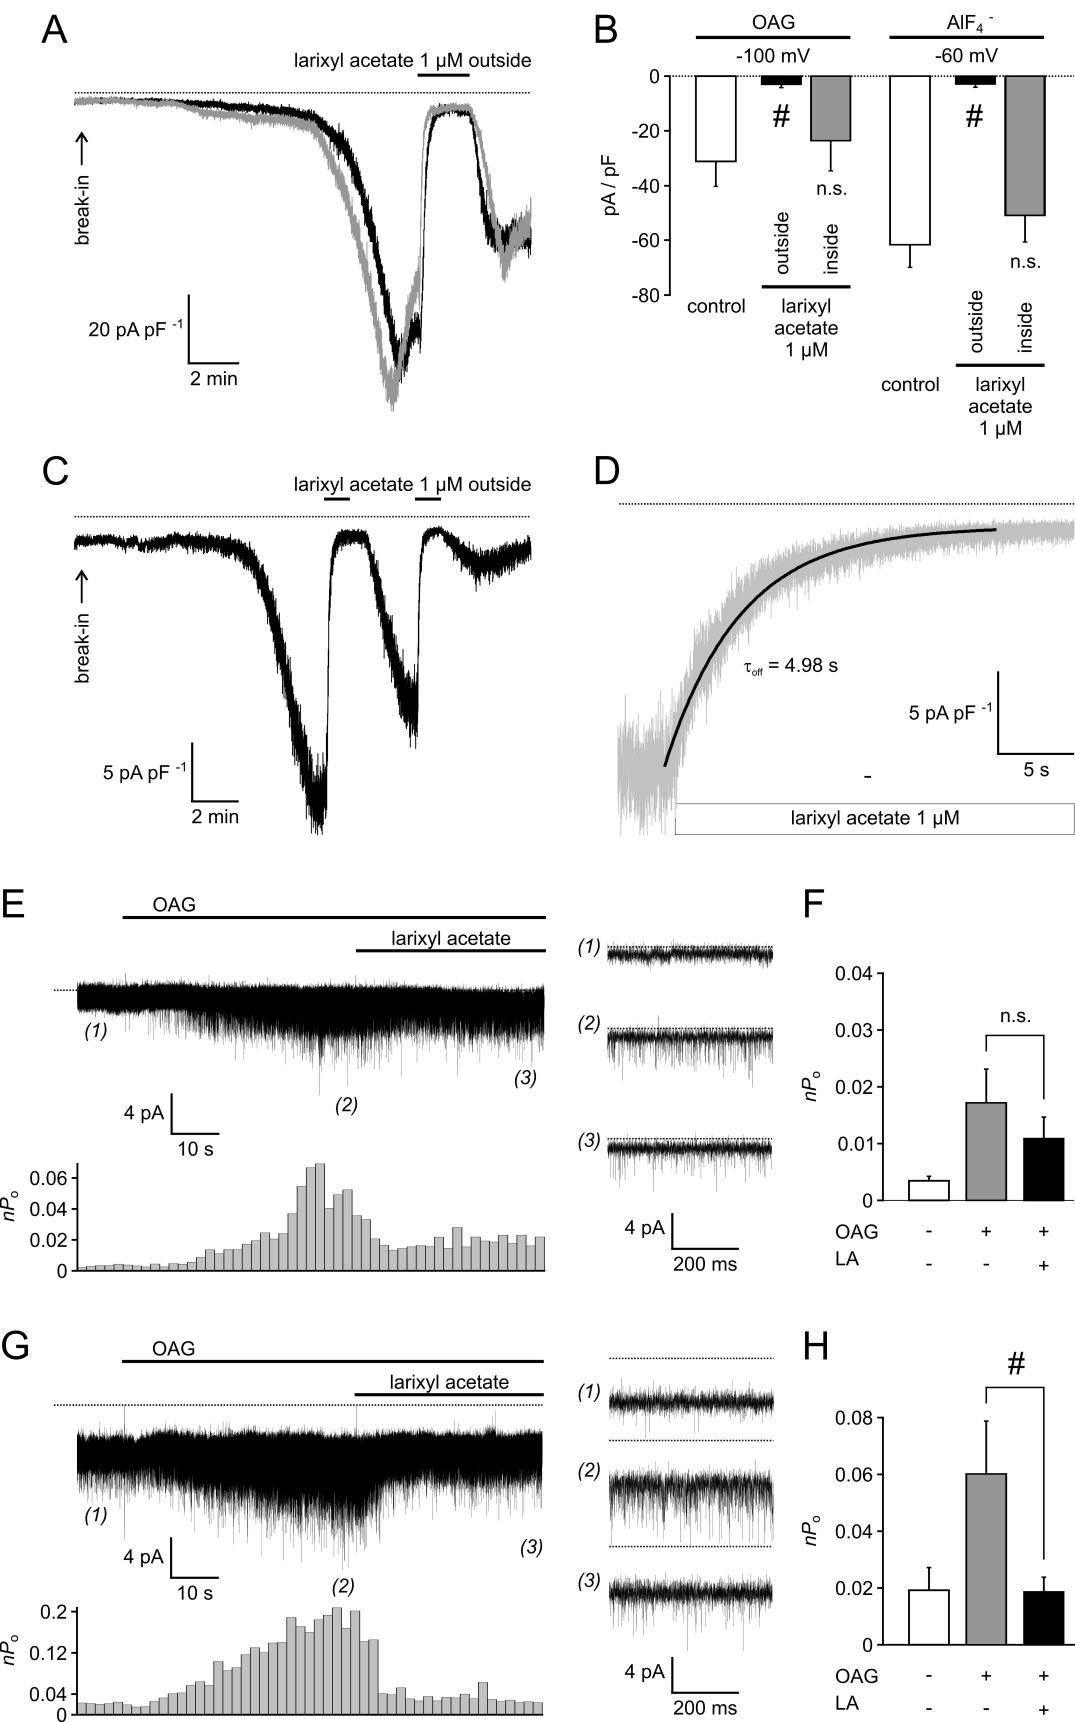 A
larixyl acetate 1 µM outside
break-in
20 pA pF -1
2 min
B
OAG
AlF4 -
-100 mV
-60 mV
0
-20
-40
-60
-80
pA / pF
#
#
n.s.
n.s.
outside
inside
outside
inside
control
larixyl
acetate
1 µM
control
larixyl
acetate
1 µM
C
larixyl acetate 1 µM outside
break-in
5 pA pF -1
2 min
D
τoff = 4.98 s
5 pA pF -1
5 s
-
larixyl acetate 1 µM
E
OAG
larixyl acetate
(1)
(2)
(3)
4 pA
10 s
nPo
0.06
0.04
0.02
0
(1)
(2)
(3)
4 pA
200 ms
F
0.04
0.03
0.02
0.01
0
nPo
n.s.
OAG - + +
LA - - +
G
OAG
larixyl acetate
(1)
(2)
(3)
4 pA
10 s
nPo
0.2
0.12
0.04
0
(1)
(2)
(3)
4 pA
200 ms
H
#
0.08
0.06
0.04
0.02
0
nPo
OAG - + +
LA - - +